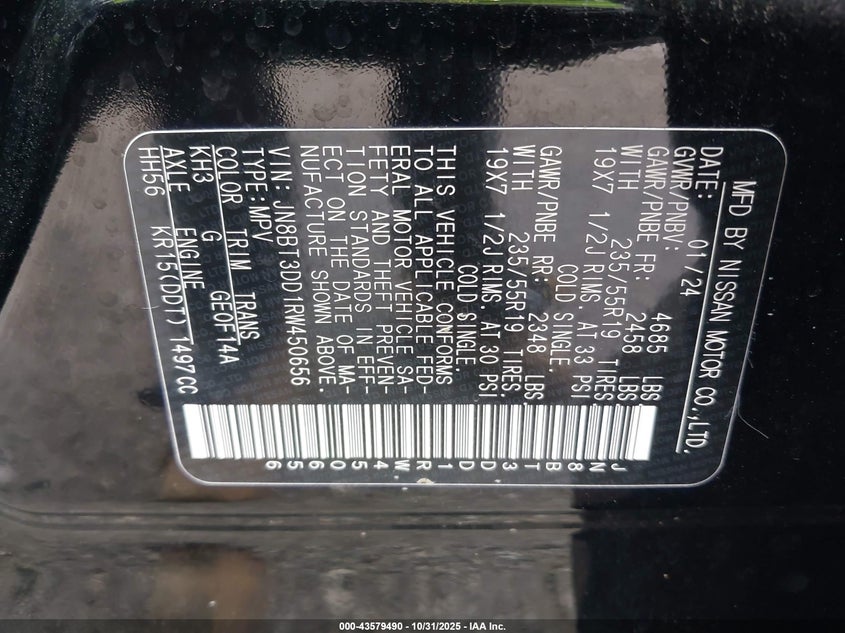 MFD BY NISSAN MOTOR CO.,LTD.
DATE: 01/24
GVWR/PNBV: 4685 LBS
GAWR/PNBE FR: 2458 LBS
WITH 235/55R19 TIRES,
19X7 1/2J RIMS, AT 33 PSI
COLD SINGLE.
GAWR/PNBE RR: 2348 LBS.
WITH 235/55R19 TIRES,
19X7 1/2J RIMS, AT 30 PSI
COLD SINGLE.
THIS VEHICLE CONFORMS
TO ALL APPLICABLE FED-
ERAL MOTOR VEHICLE SA-
FETY AND THEFT PREVEN-
TION STANDARDS IN EFF-
ECT ON THE DATE OF MA-
NUFACTURE SHOWN ABOVE.
VIN: JN8BT3DD1RW450656
TYPE: MPV
COLOR TRIM TRANS
KH3 G GE0F14A
AXLE ENGINE
HH56 KR15(DDT) 1497CC
JN8BT3DD1RW450656
000-43579490 - 10/31/2025 - IAA Inc.